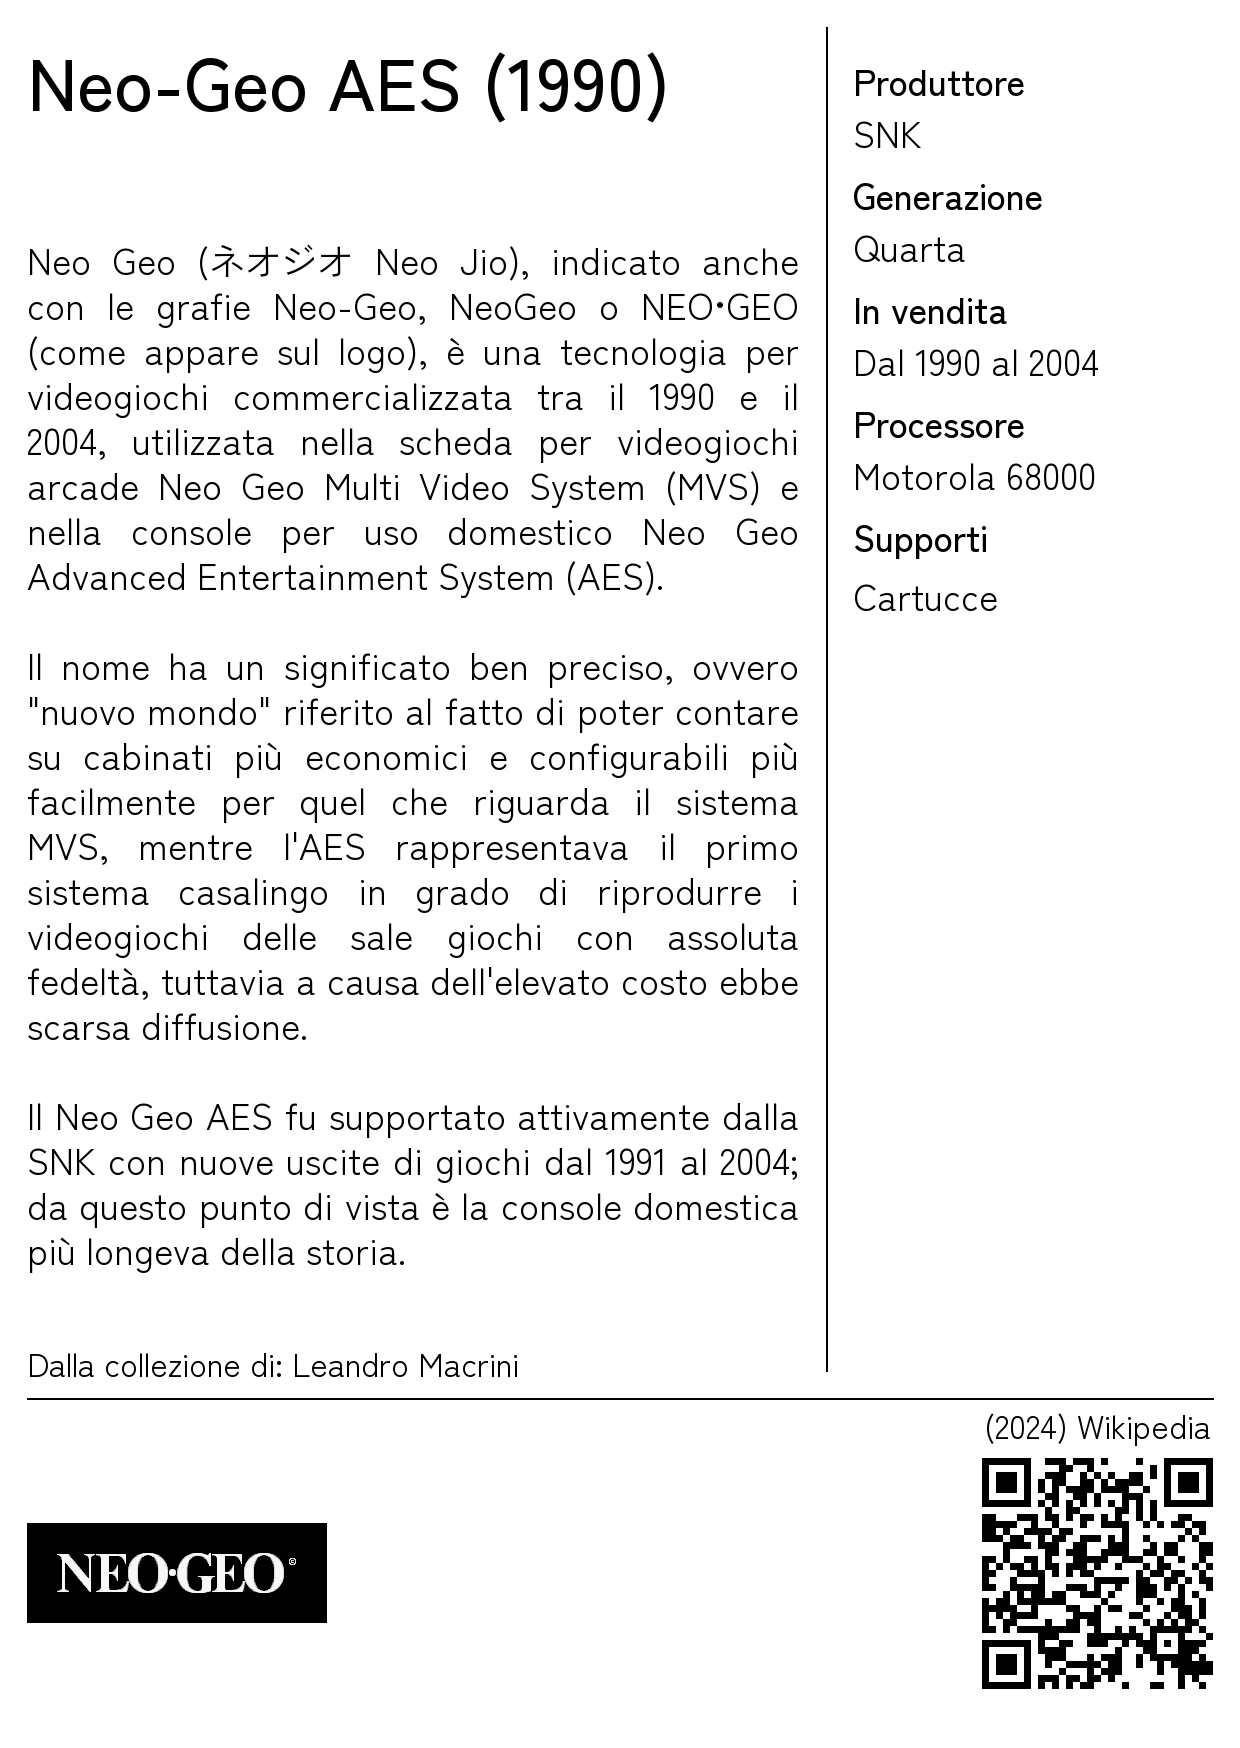 Neo-Geo AES (1990)
Neo Geo (ネオジオ Neo Jio), indicato anche
con le grafie Neo-Geo, NeoGeo o NEO•GEO
(come appare sul logo), è una tecnologia per
videogiochi commercializzata tra il 1990 e il
2004, utilizzata nella scheda per videogiochi
arcade Neo Geo Multi Video System (MVS) e
nella console per uso domestico Neo Geo
Advanced Entertainment System (AES).
Il nome ha un significato ben preciso, ovvero
"nuovo mondo" riferito al fatto di poter contare
su cabinati più economici e configurabili più
facilmente per quel che riguarda il sistema
MVS, mentre l'AES rappresentava il primo
sistema casalingo in grado di riprodurre i
videogiochi delle sale giochi con assoluta
fedeltà, tuttavia a causa dell'elevato costo ebbe
scarsa diffusione.
Il Neo Geo AES fu supportato attivamente dalla
SNK con nuove uscite di giochi dal 1991 al 2004;
da questo punto di vista è la console domestica
più longeva della storia.
Dalla collezione di: Leandro Macrini
Produttore
SNK
Generazione
Quarta
In vendita
Dal 1990 al 2004
Processore
Motorola 68000
Supporti
Cartucce
(2024) Wikipedia
NEO•GEO©